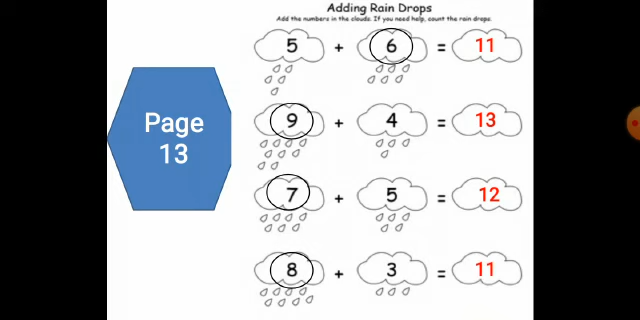 Adding Rain Drops
Add the numbers in the clouds. If you need help, count the rain drops.
5 + 6 = 11
Page
13
9 + 4 = 13
7 + 5 = 12
8 + 3 = 11